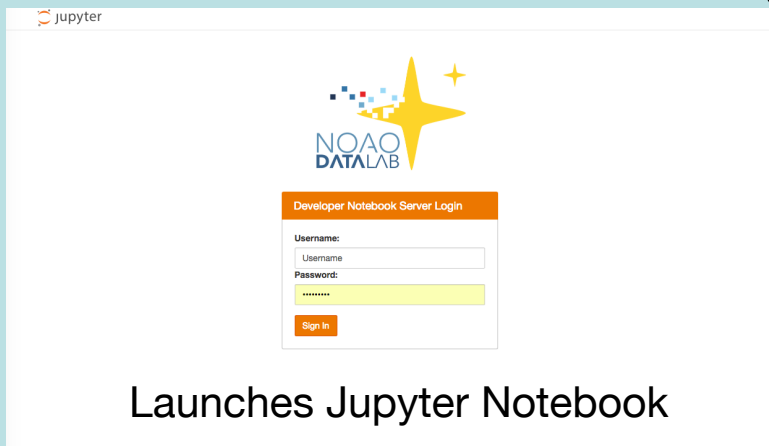 jupyter
NOAO
DATALAB
Developer Notebook Server Login
Username:
Username
Password:
•••••••••
Sign In
Launches Jupyter Notebook